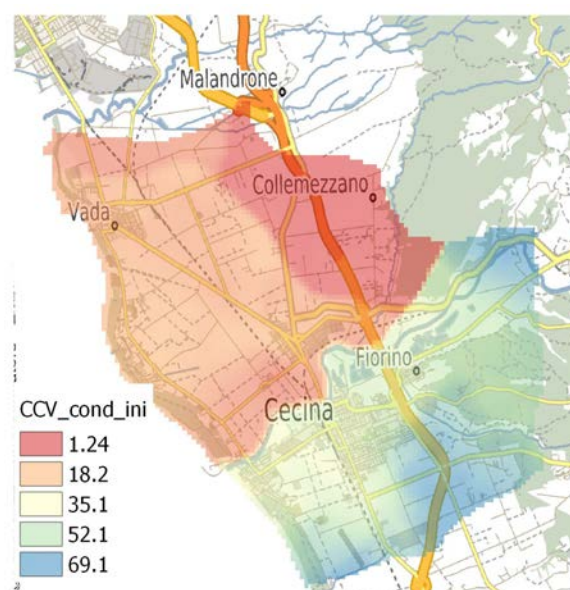 Malandrone
Collemezzano
Vada
Fiorino
Cecina
CCV_cond_ini
1.24
18.2
35.1
52.1
69.1